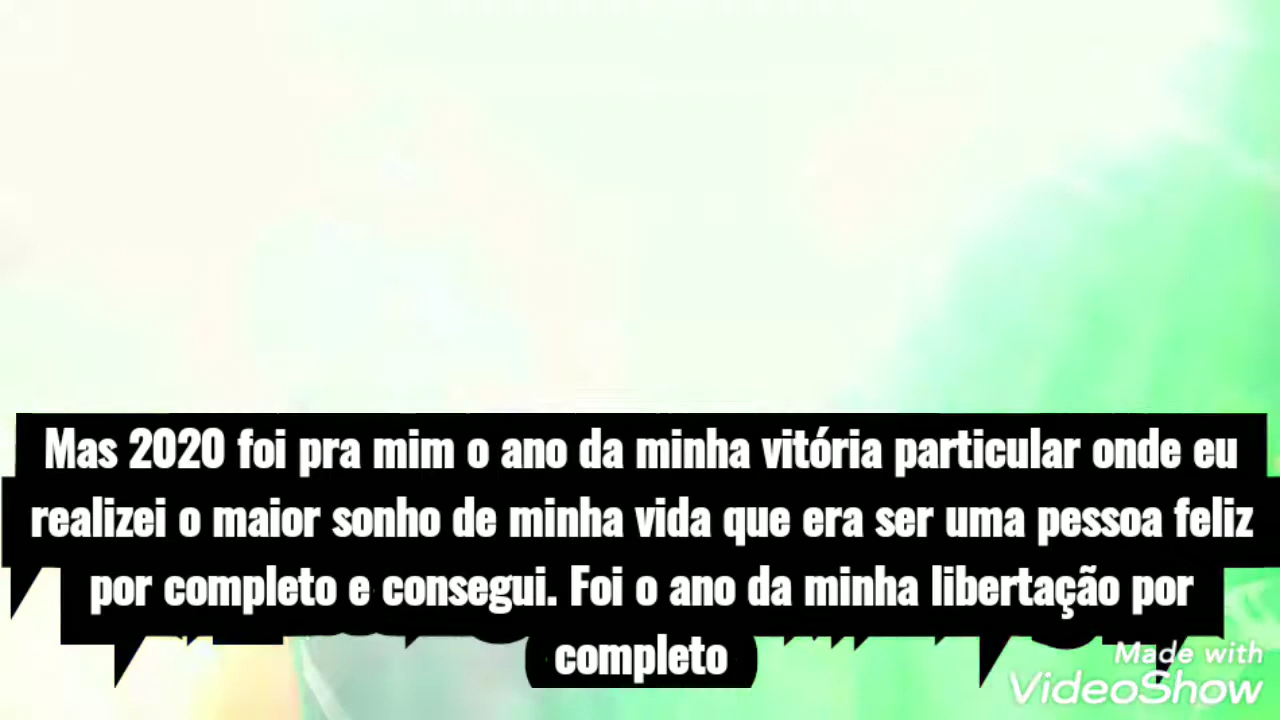 Mas 2020 foi pra mim o ano da minha vitória particular onde eu
realizei o maior sonho de minha vida que era ser uma pessoa feliz
por completo e consegui. Foi o ano da minha libertação por
completo
Made with
VideoShow